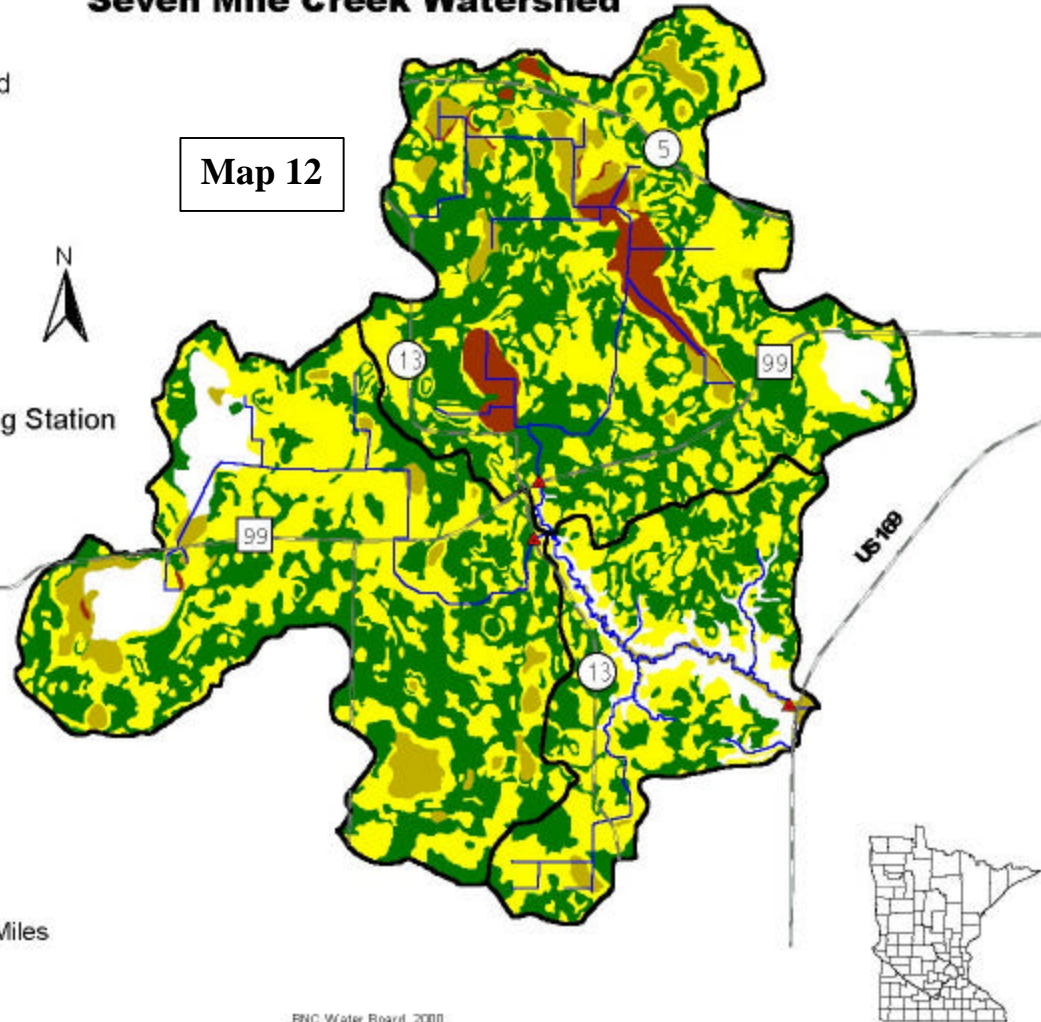 Seven Mile Creek Watershed
d
Map 12
5
N
13
99
g Station
US 169
99
13
Miles
BNC Water Board, 2000